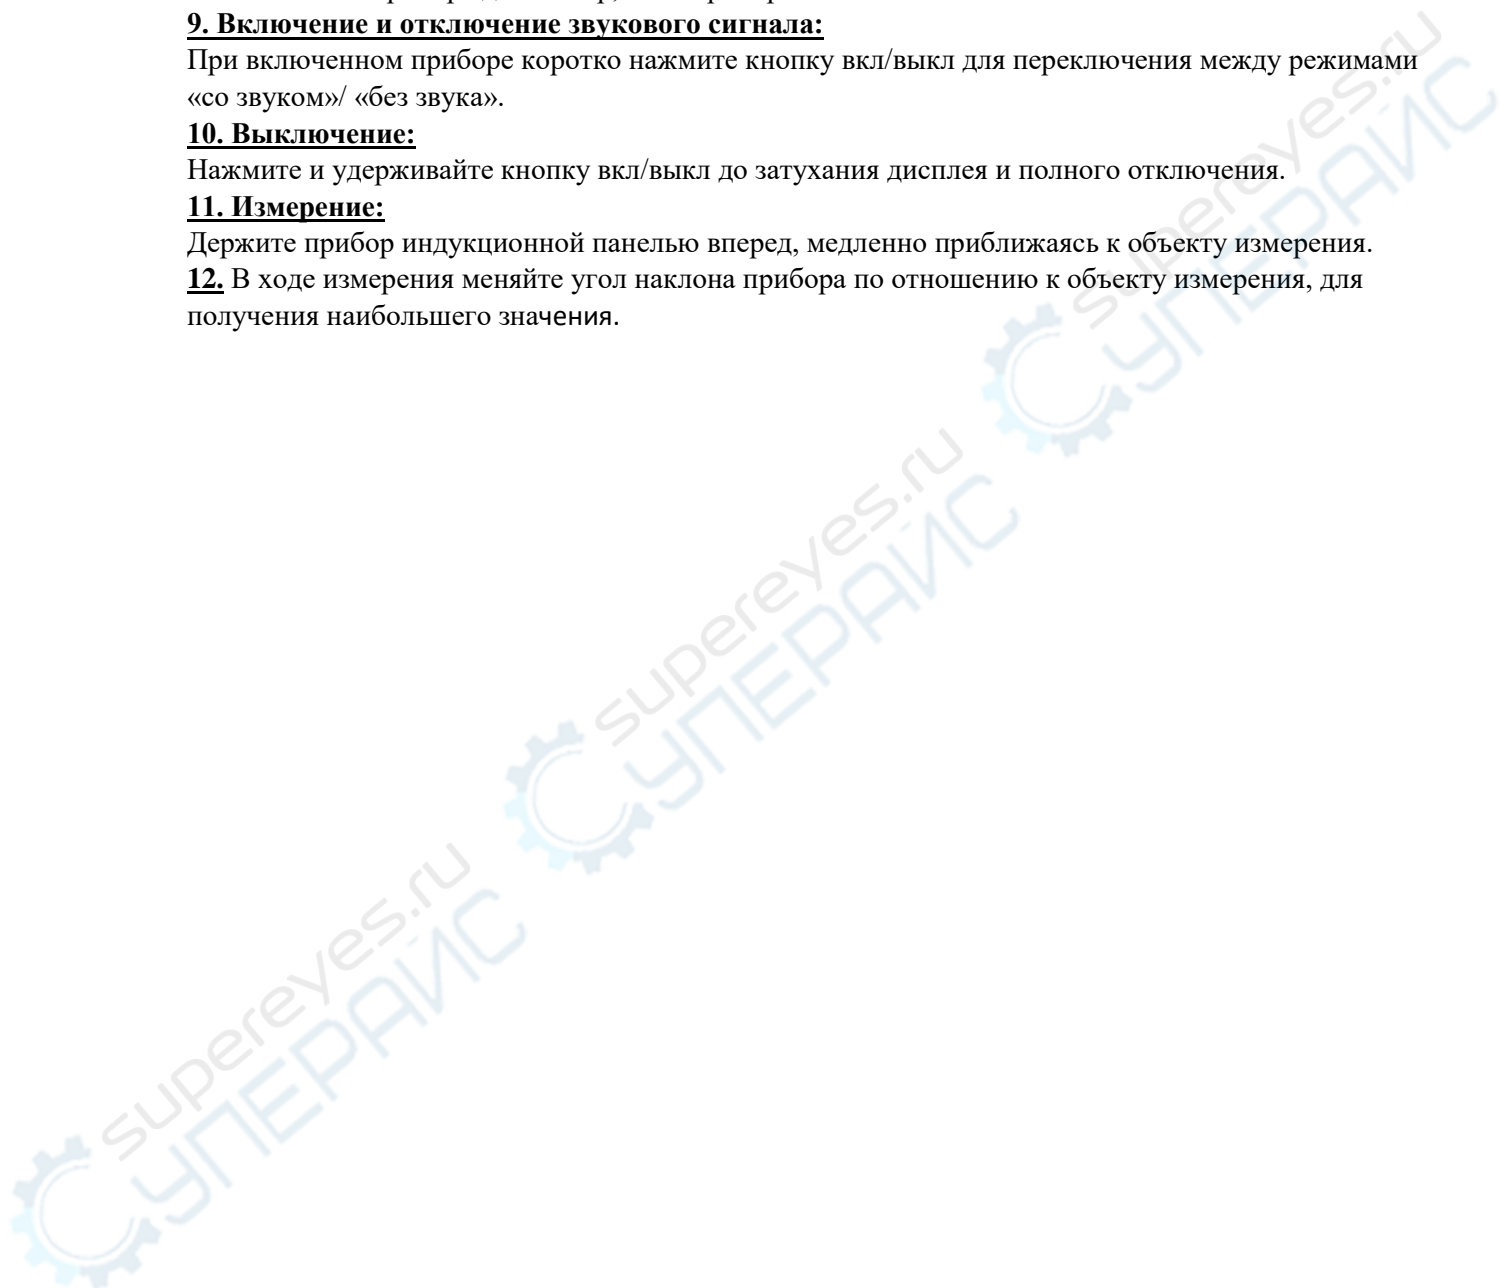 9. Включение и отключение звукового сигнала:
При включенном приборе коротко нажмите кнопку вкл/выкл для переключения между режимами
«со звуком»/ «без звука».
10. Выключение:
Нажмите и удерживайте кнопку вкл/выкл до затухания дисплея и полного отключения.
11. Измерение:
Держите прибор индукционной панелью вперед, медленно приближаясь к объекту измерения.
12. В ходе измерения меняйте угол наклона прибора по отношению к объекту измерения, для
получения наибольшего значения.
supereyes.ru
СУПЕРАЙС
supereyes.ru
СУПЕРАЙС
supereyes.ru
СУПЕРАЙС